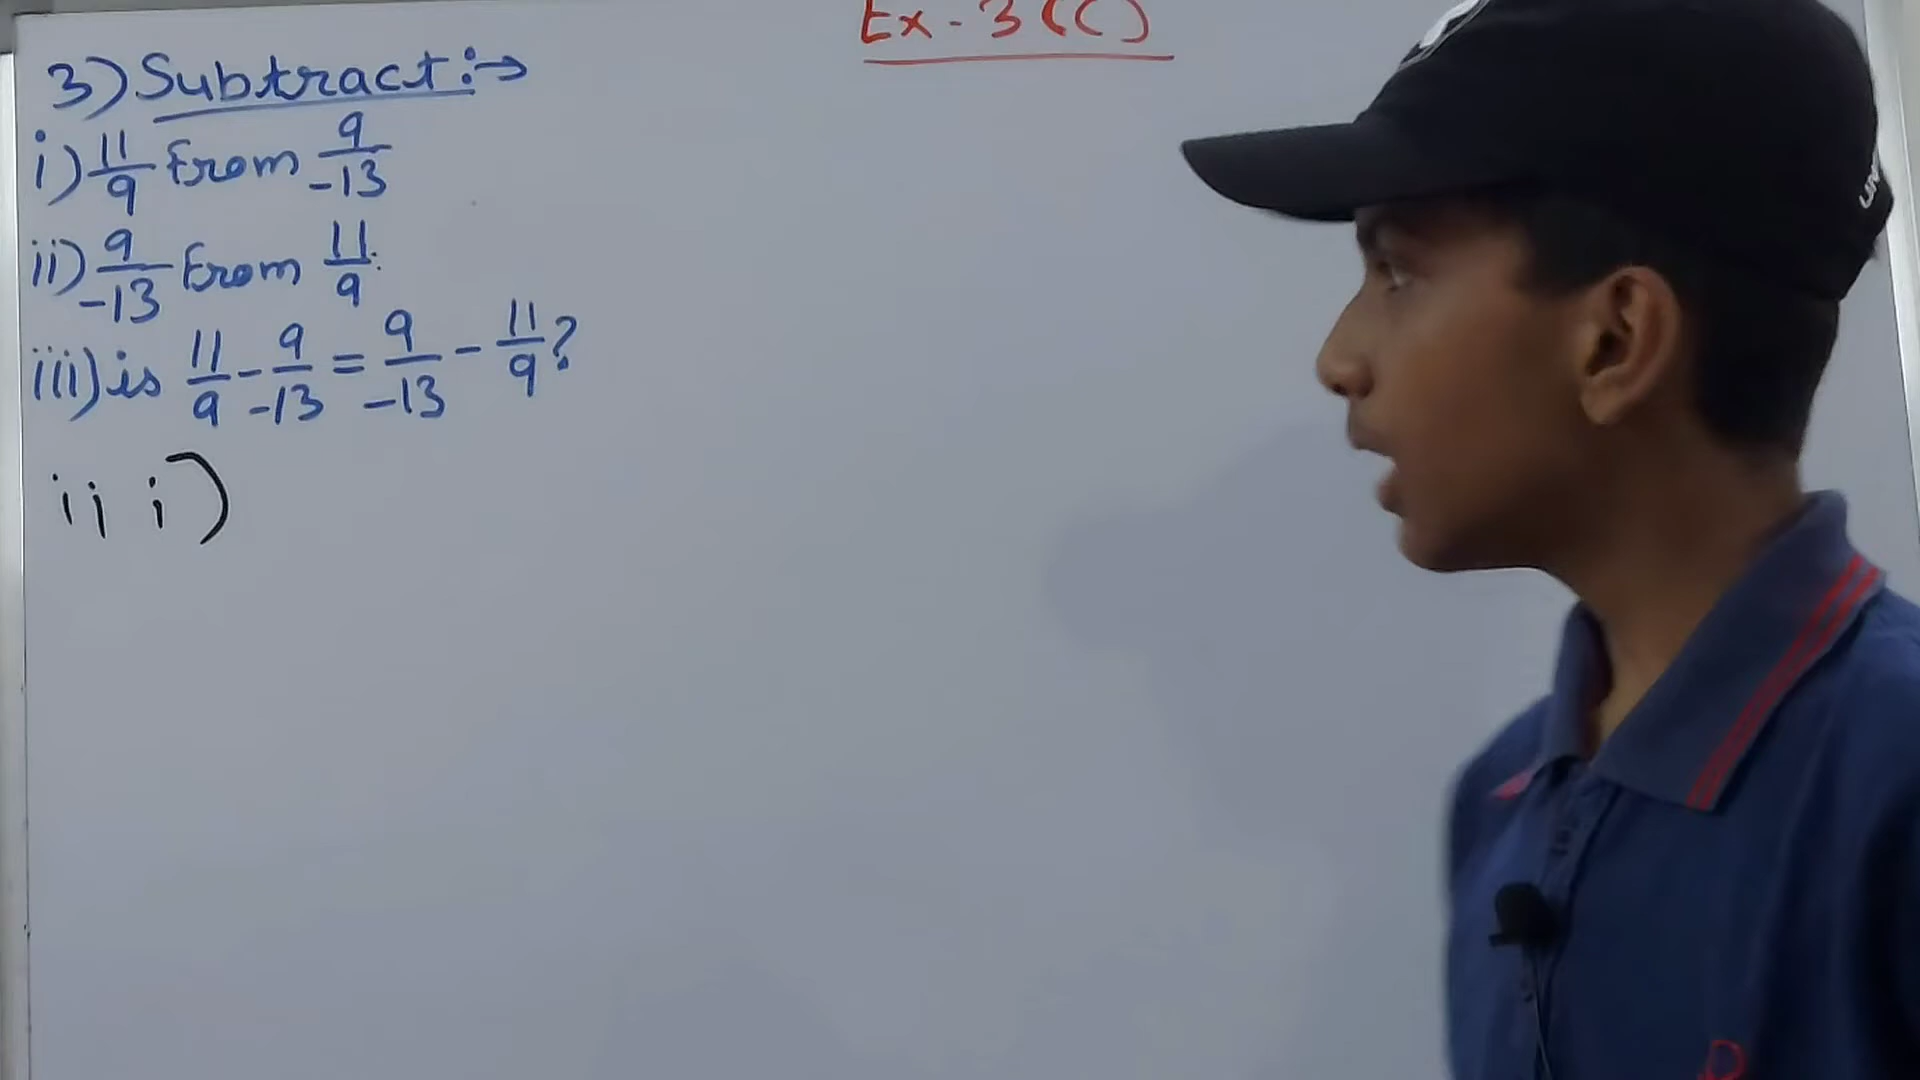 Ex - 3 (C)
3) Subtract :→
i) 11/9 from 9/-13
ii) 9/-13 from 11/9.
iii) is 11/9 - 9/-13 = 9/-13 - 11/9 ?
iii)